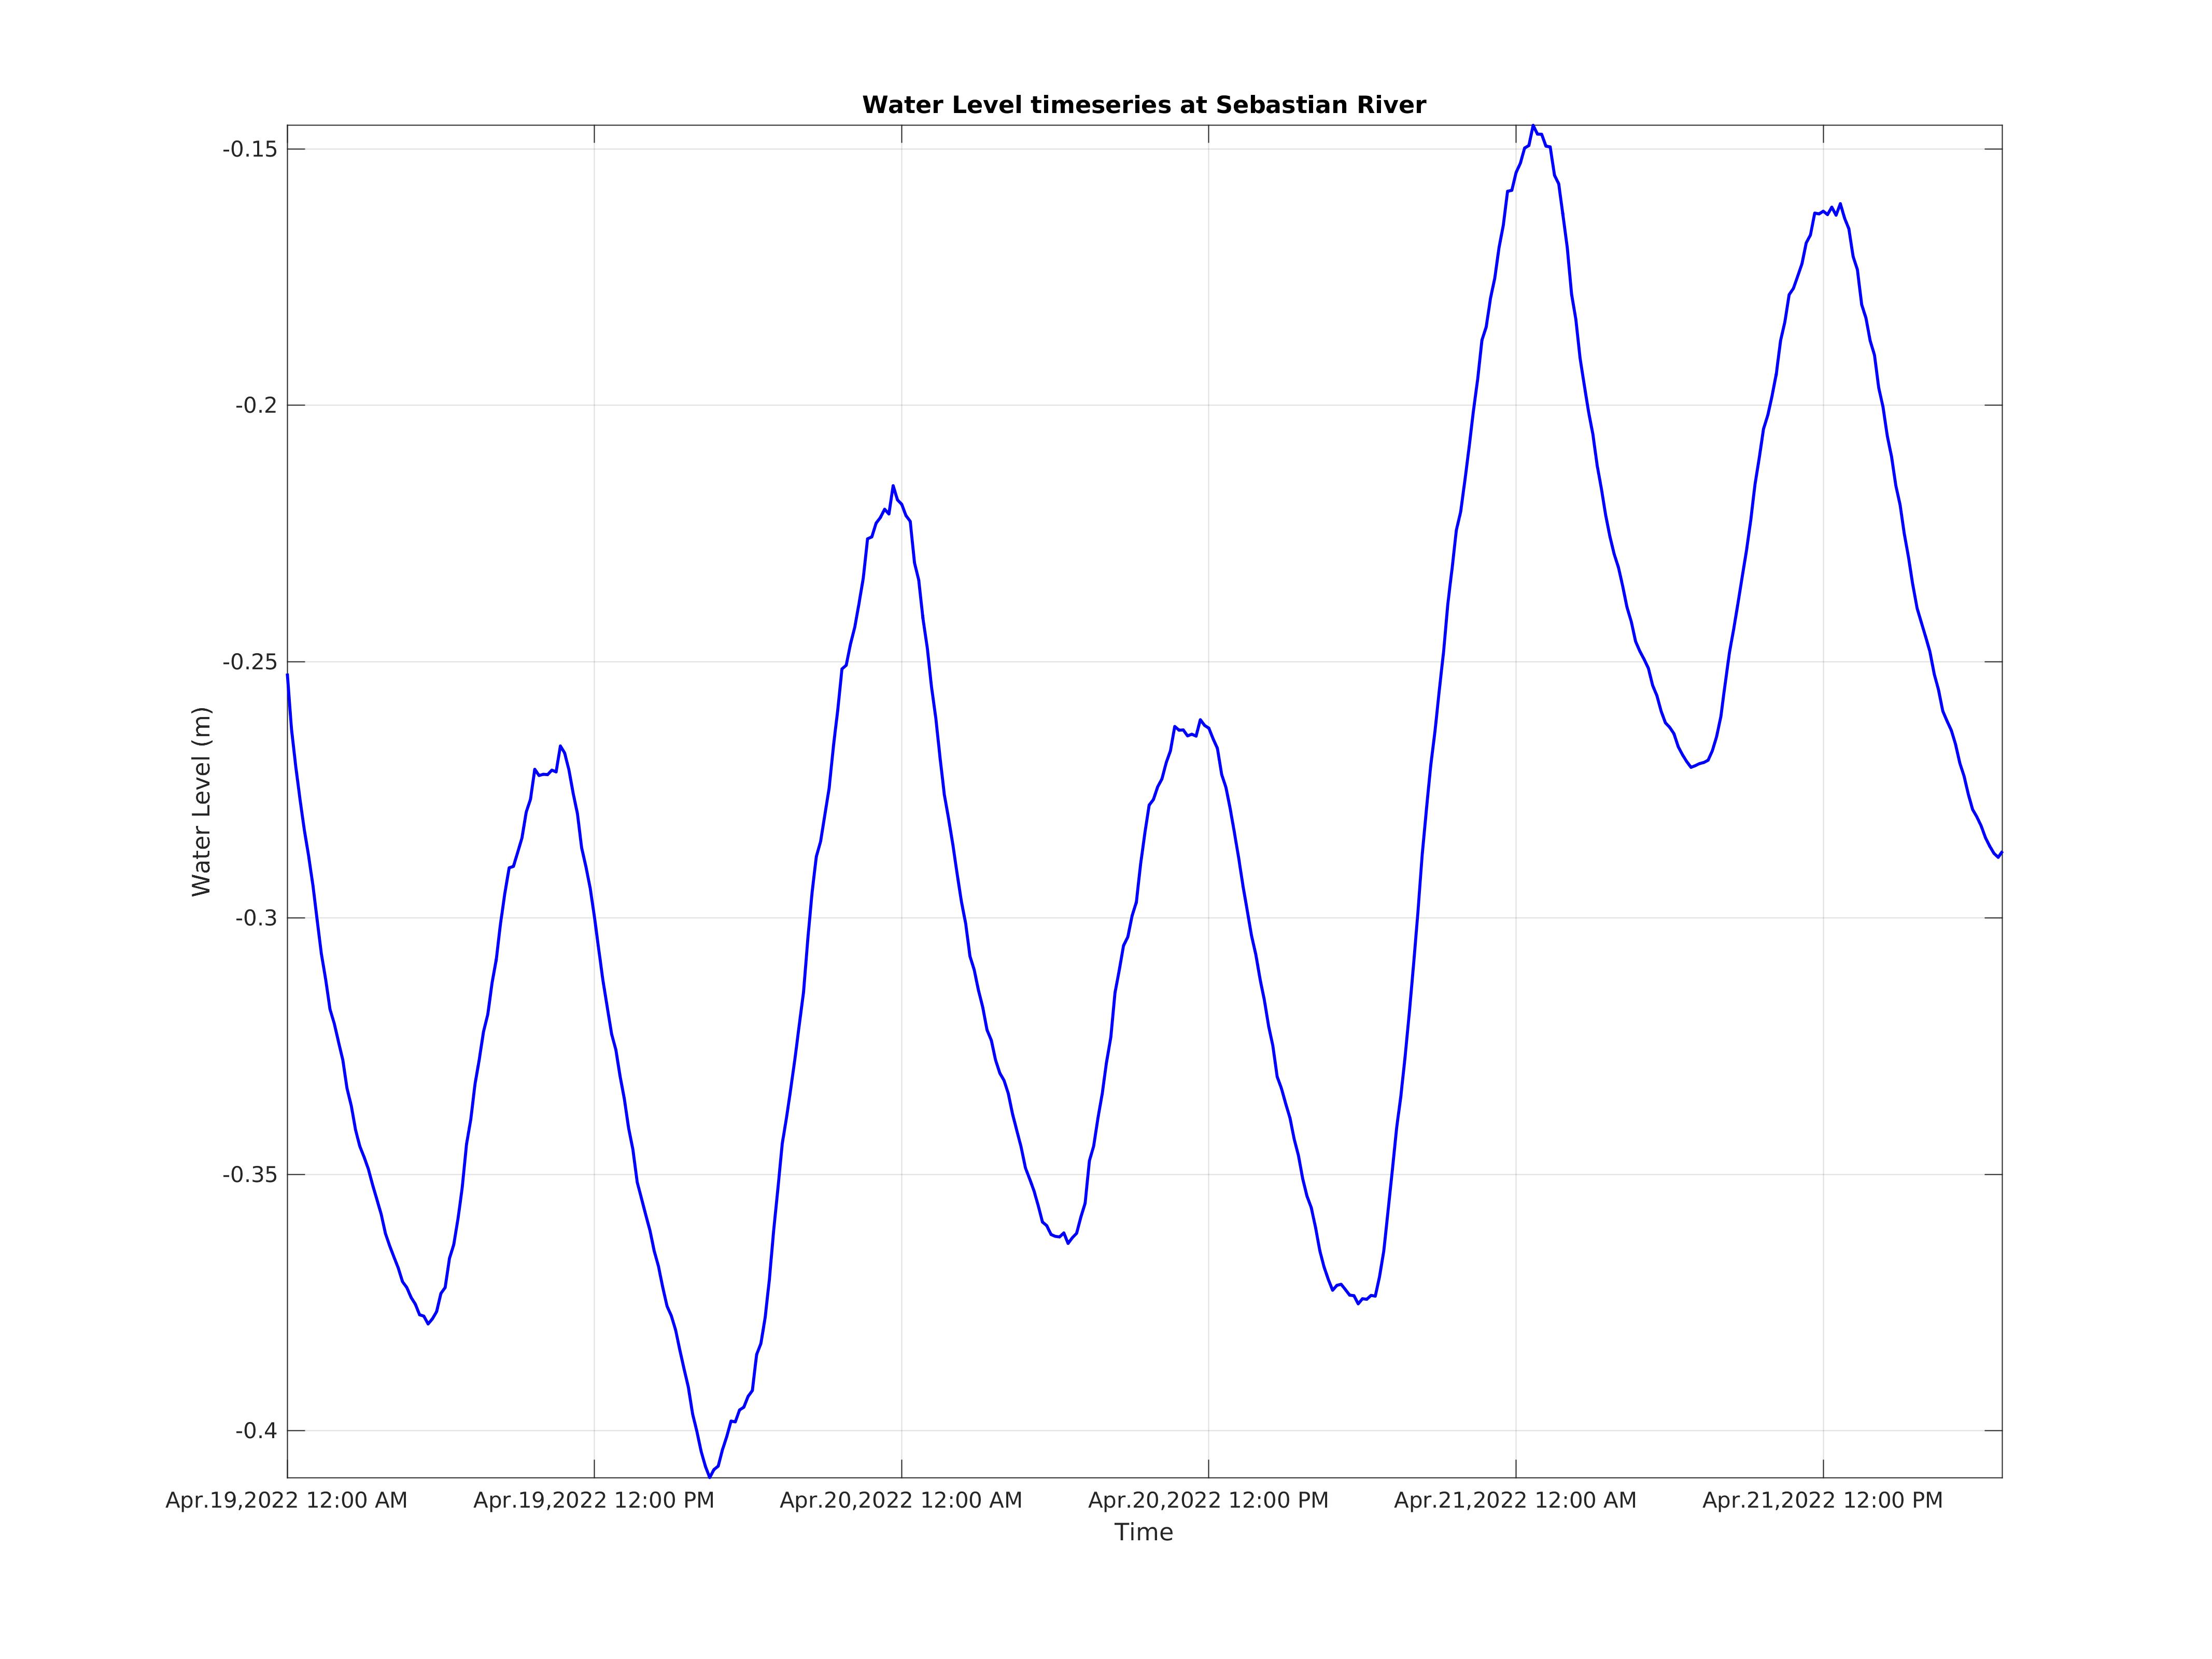 Water Level timeseries at Sebastian River
-0.15
-0.2
-0.25
-0.3
-0.35
-0.4
Water Level (m)
Apr.19,2022 12:00 AM
Apr.19,2022 12:00 PM
Apr.20,2022 12:00 AM
Apr.20,2022 12:00 PM
Apr.21,2022 12:00 AM
Apr.21,2022 12:00 PM
Time